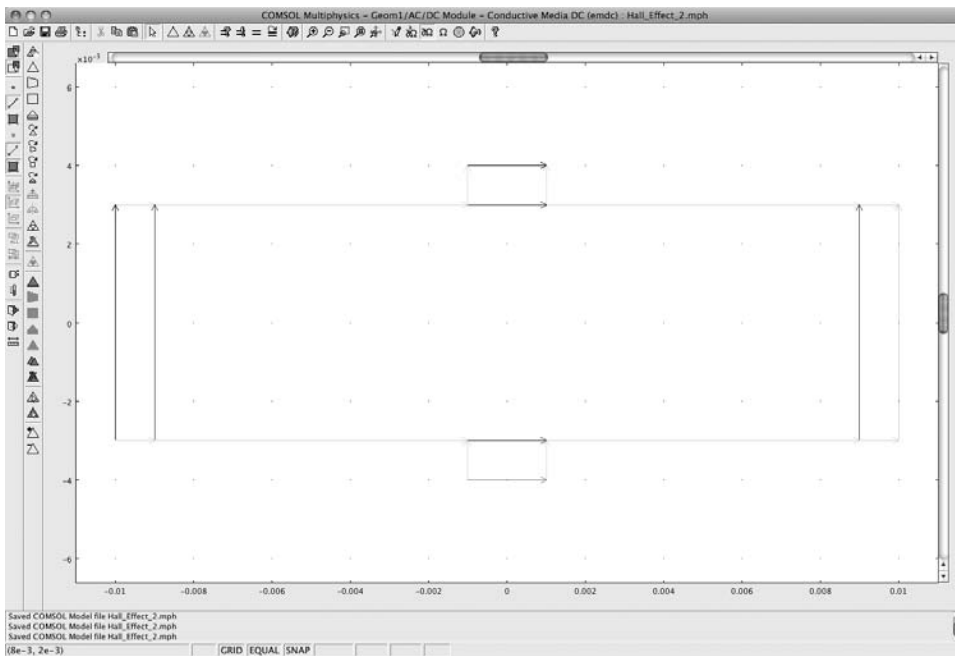 COMSOL Multiphysics – Geom1/AC/DC Module – Conductive Media DC (emdc) : Hall_Effect_2.mph
6
4
2
0
-2
-4
-6
-0.01 -0.008 -0.006 -0.004 -0.002 0 0.002 0.004 0.006 0.008 0.01
Saved COMSOL Model file Hall_Effect_2.mph
Saved COMSOL Model file Hall_Effect_2.mph
Saved COMSOL Model file Hall_Effect_2.mph
(8e-3, 2e-3) GRID EQUAL SNAP